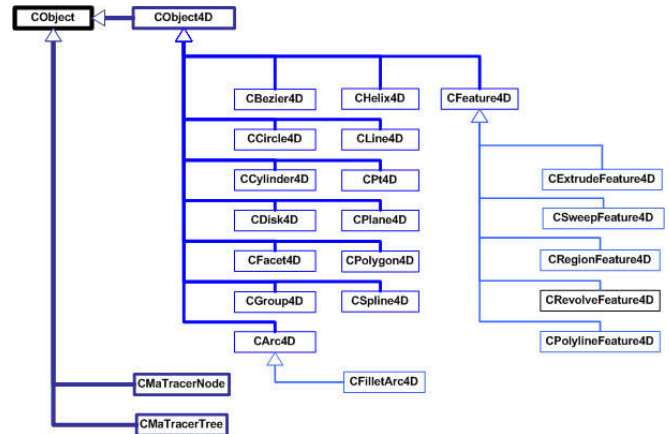 CObject
CObject4D
CBezier4D
CHelix4D
CFeature4D
CCircle4D
CLine4D
CCylinder4D
CPt4D
CExtrudeFeature4D
CDisk4D
CPlane4D
CSweepFeature4D
CFacet4D
CPolygon4D
CRegionFeature4D
CGroup4D
CSpline4D
CRevolveFeature4D
CArc4D
CPolylineFeature4D
CMaTracerNode
CFilletArc4D
CMaTracerTree